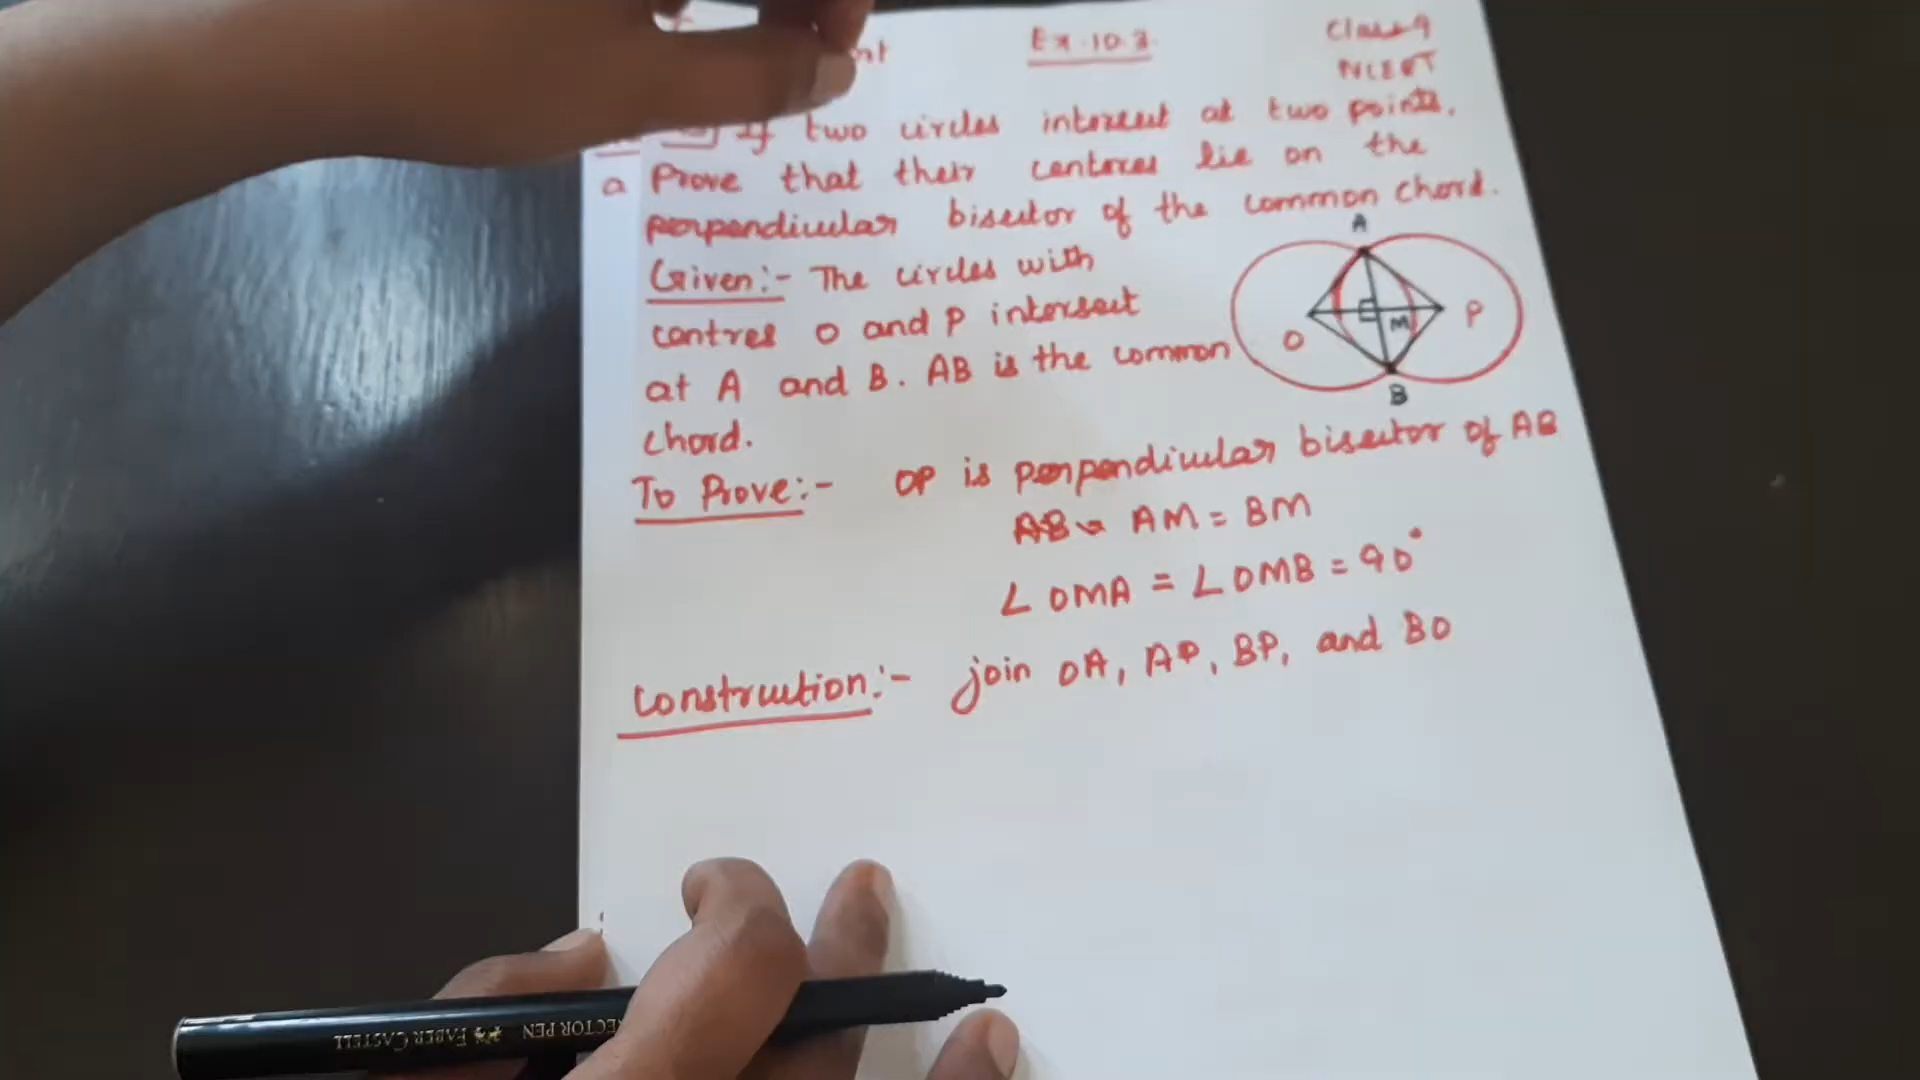 Ex. 10.3
Class 9
NCERT
If two circles intersect at two points.
Prove that their centres lie on the
perpendicular bisector of the common chord.
A
Given:- The circles with
centres O and P intersect
at A and B. AB is the common
chord.
O
M
P
B
To Prove:- OP is perpendicular bisector of AB
AM = BM
∠OMA = ∠OMB = 90°
Construction:- join OA, AP, BP, and BO
FABER CASTELL